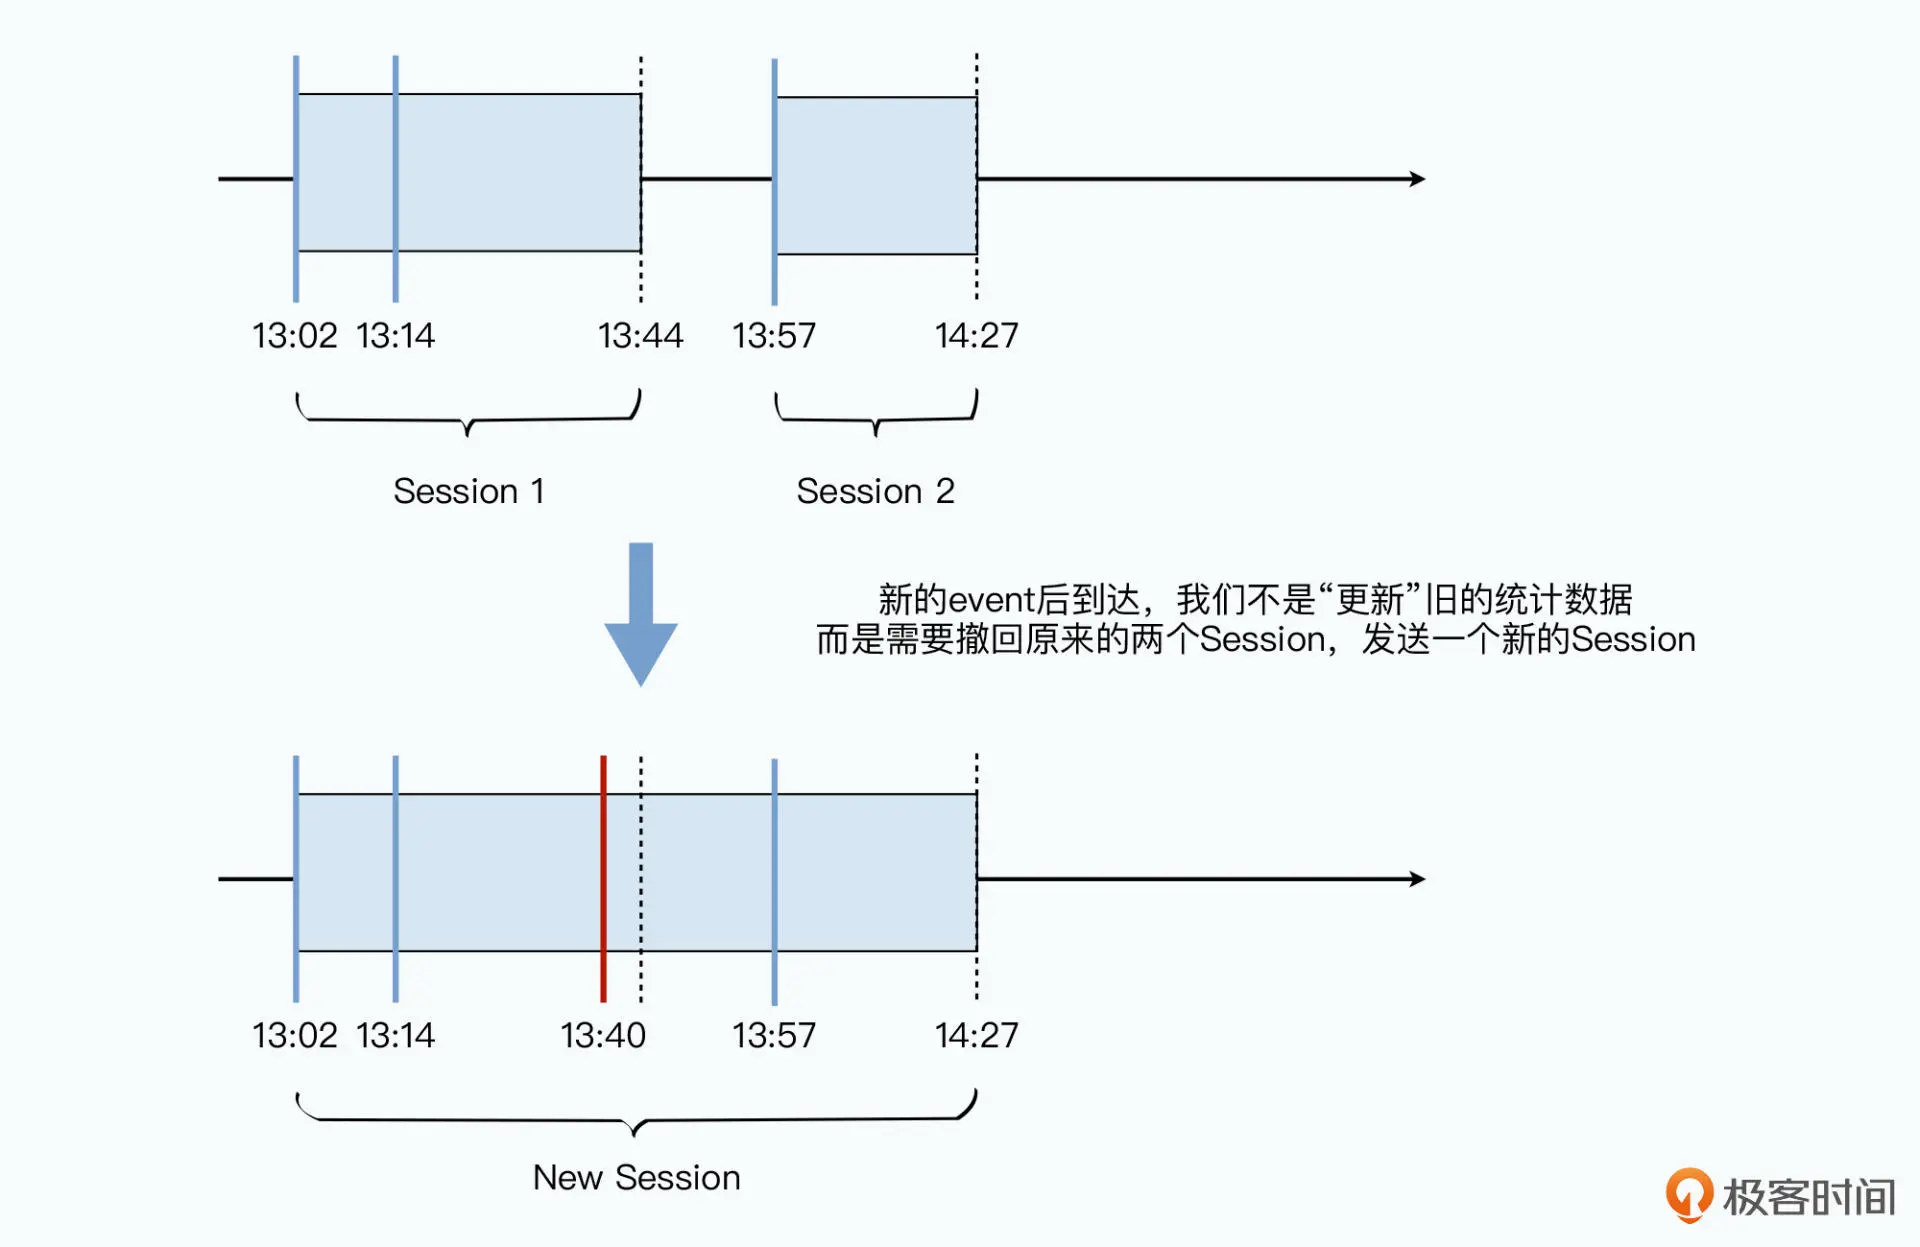 13:02 13:14 13:44 13:57 14:27
Session 1 Session 2
新的event后到达，我们不是“更新”旧的统计数据
而是需要撤回原来的两个Session，发送一个新的Session
13:02 13:14 13:40 13:57 14:27
New Session
极客时间